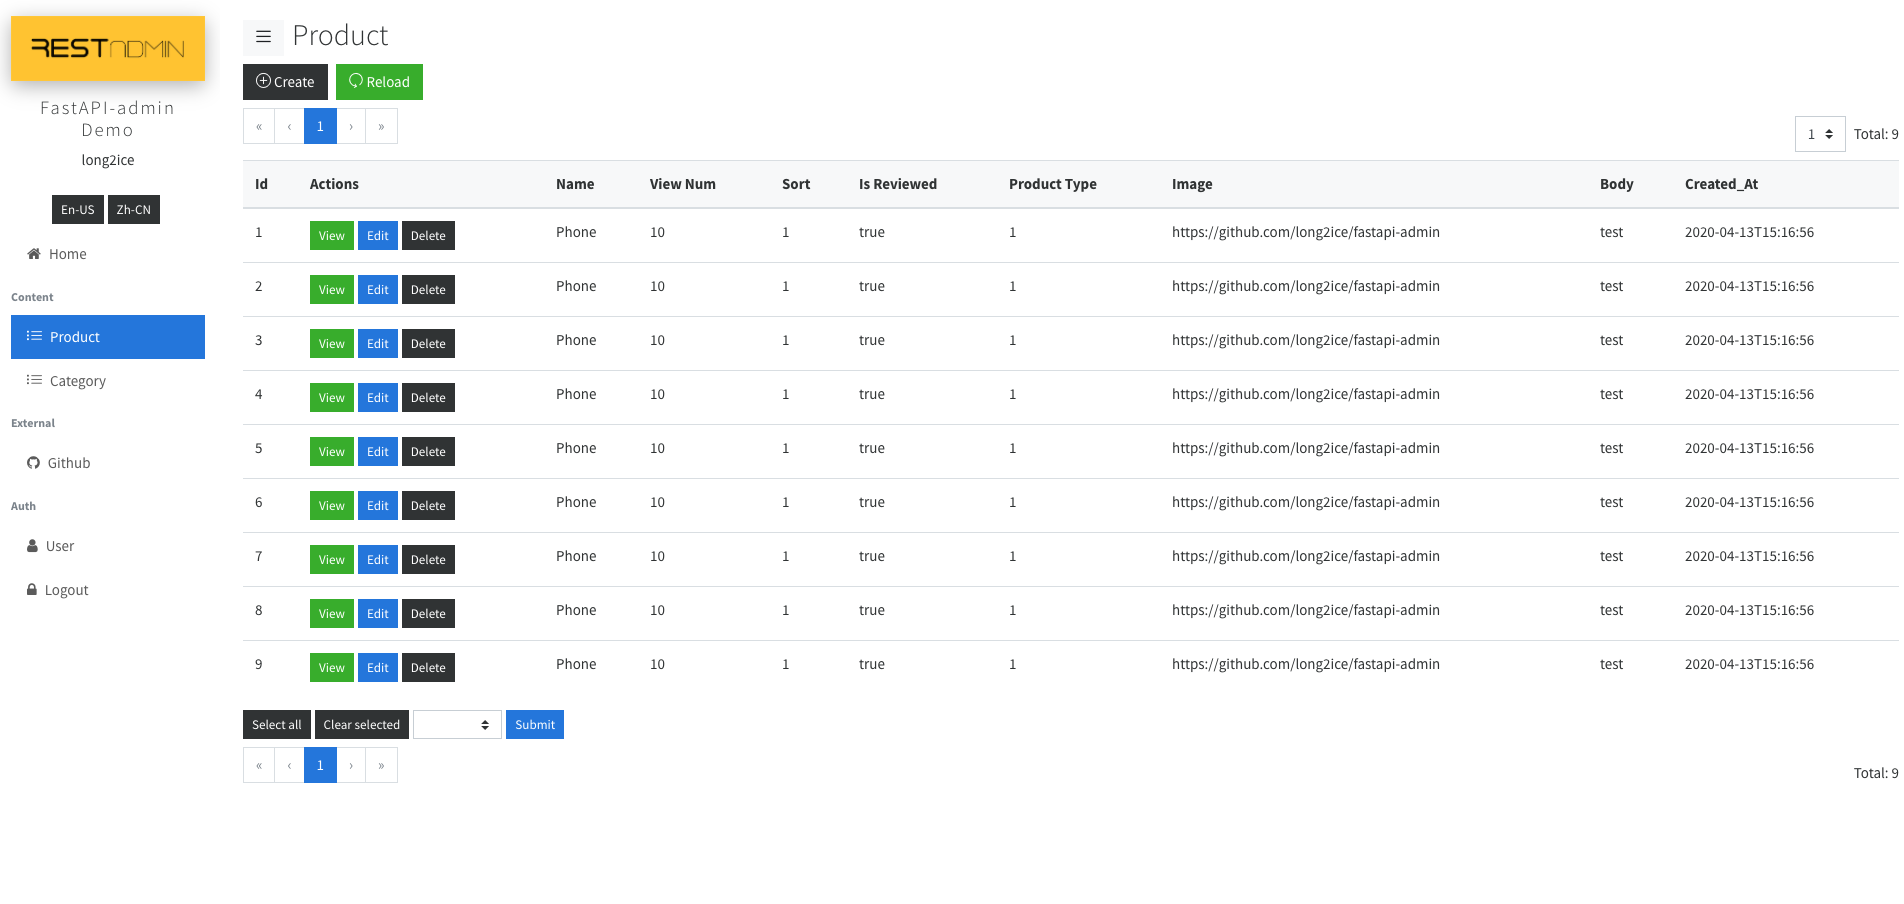 RESTADMIN
FastAPI-admin
Demo
long2ice
En-US Zh-CN
Home
Content
Product
Category
External
Github
Auth
User
Logout
Product
Create Reload
« ‹ 1 › »
1 Total: 9
Id Actions Name View Num Sort Is Reviewed Product Type Image Body Created_At
1 View Edit Delete Phone 10 1 true 1 https://github.com/long2ice/fastapi-admin test 2020-04-13T15:16:56
2 View Edit Delete Phone 10 1 true 1 https://github.com/long2ice/fastapi-admin test 2020-04-13T15:16:56
3 View Edit Delete Phone 10 1 true 1 https://github.com/long2ice/fastapi-admin test 2020-04-13T15:16:56
4 View Edit Delete Phone 10 1 true 1 https://github.com/long2ice/fastapi-admin test 2020-04-13T15:16:56
5 View Edit Delete Phone 10 1 true 1 https://github.com/long2ice/fastapi-admin test 2020-04-13T15:16:56
6 View Edit Delete Phone 10 1 true 1 https://github.com/long2ice/fastapi-admin test 2020-04-13T15:16:56
7 View Edit Delete Phone 10 1 true 1 https://github.com/long2ice/fastapi-admin test 2020-04-13T15:16:56
8 View Edit Delete Phone 10 1 true 1 https://github.com/long2ice/fastapi-admin test 2020-04-13T15:16:56
9 View Edit Delete Phone 10 1 true 1 https://github.com/long2ice/fastapi-admin test 2020-04-13T15:16:56
Select all Clear selected Submit
« ‹ 1 › »
Total: 9